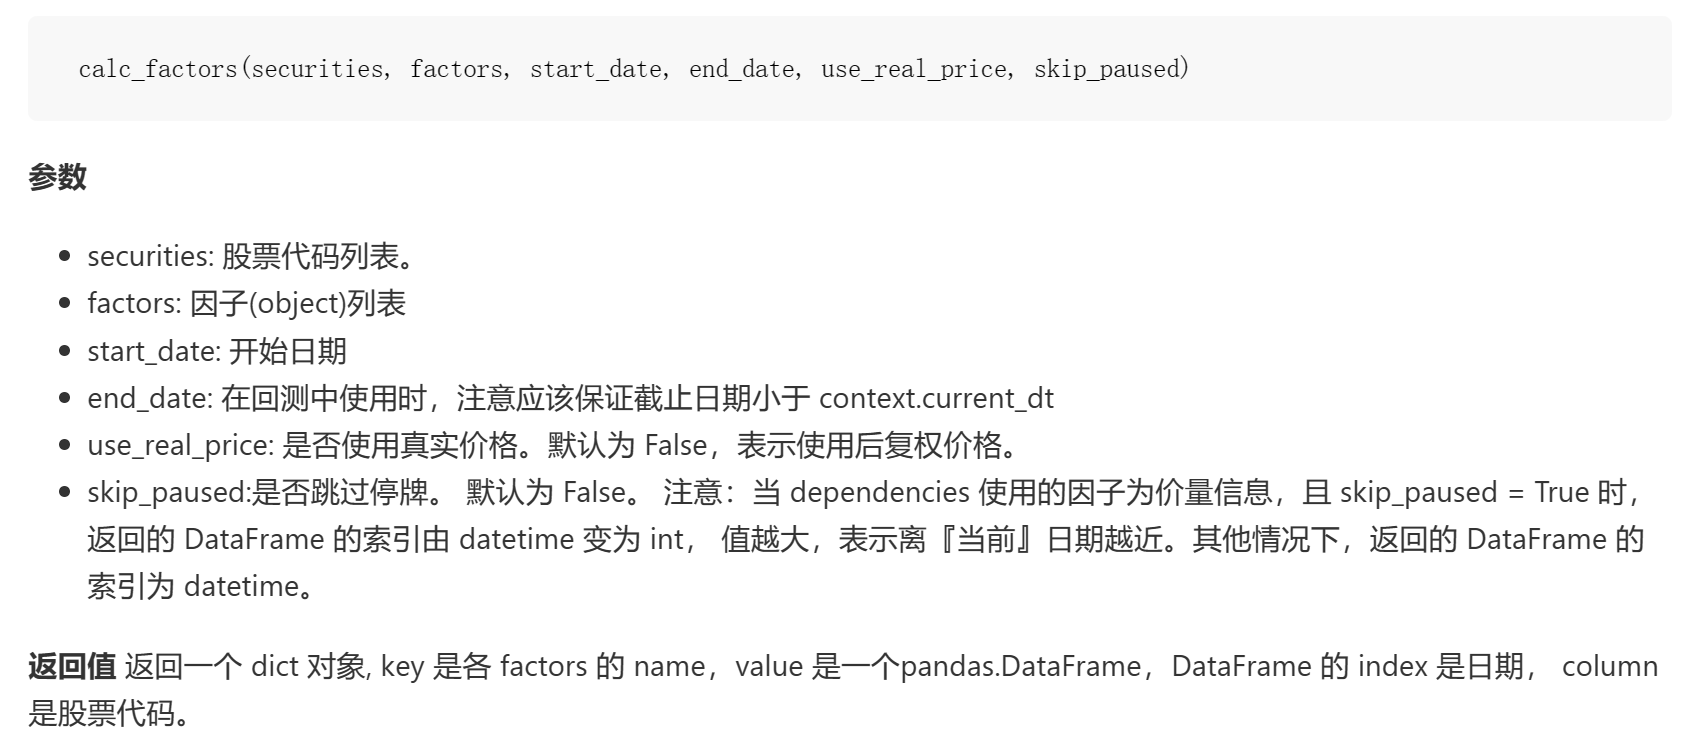 calc_factors(securities, factors, start_date, end_date, use_real_price, skip_paused)
参数
securities: 股票代码列表。
factors: 因子(object)列表
start_date: 开始日期
end_date: 在回测中使用时，注意应该保证截止日期小于 context.current_dt
use_real_price: 是否使用真实价格。默认为 False，表示使用后复权价格。
skip_paused:是否跳过停牌。 默认为 False。 注意：当 dependencies 使用的因子为价量信息，且 skip_paused = True 时，
返回的 DataFrame 的索引由 datetime 变为 int， 值越大，表示离『当前』日期越近。其他情况下，返回的 DataFrame 的
索引为 datetime。
返回值 返回一个 dict 对象, key 是各 factors 的 name，value 是一个pandas.DataFrame，DataFrame 的 index 是日期， column
是股票代码。